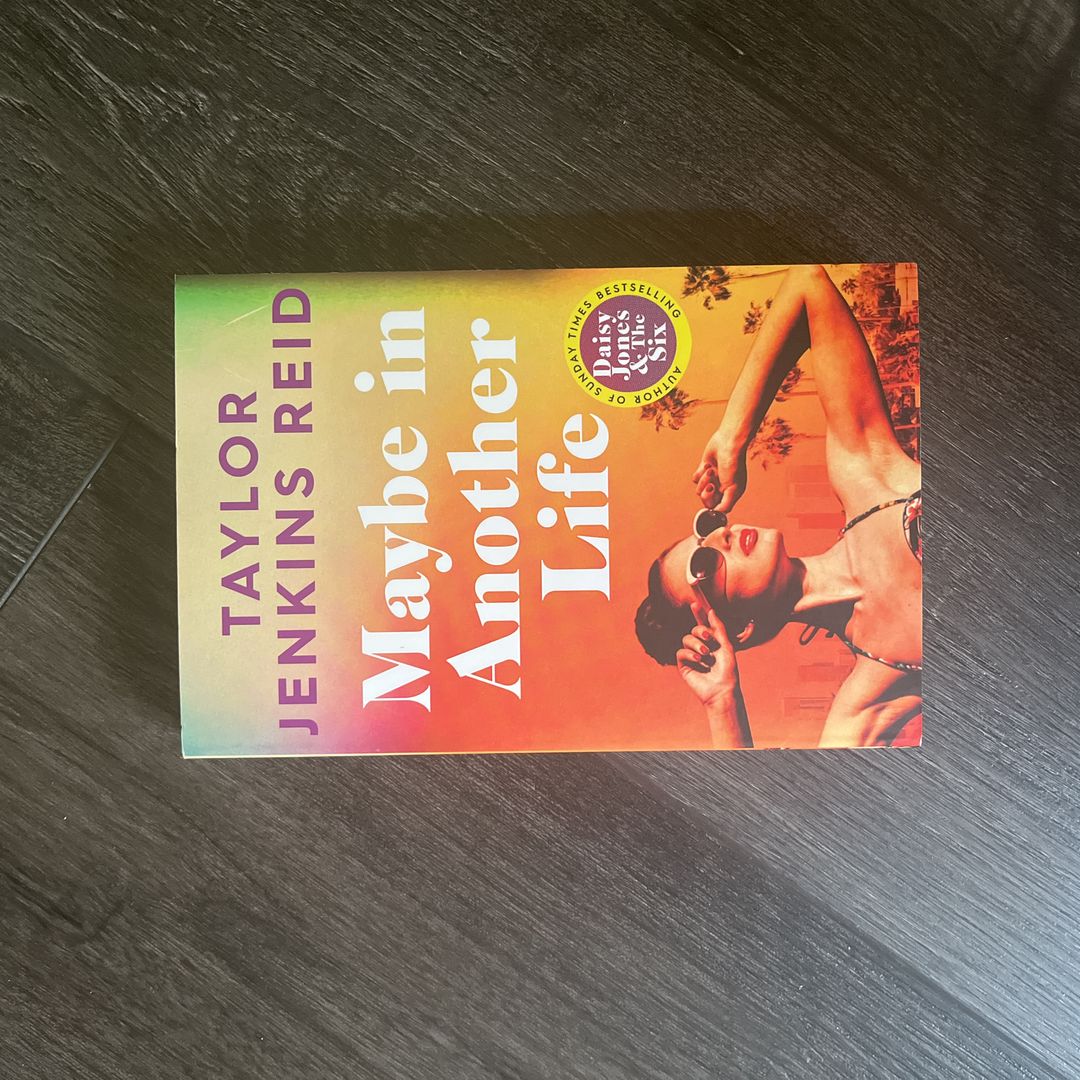 TAYLOR
JENKINS REID
Maybe in
Another
Life
AUTHOR OF SUNDAY TIMES BESTSELLING
Daisy
Jones
& The
Six